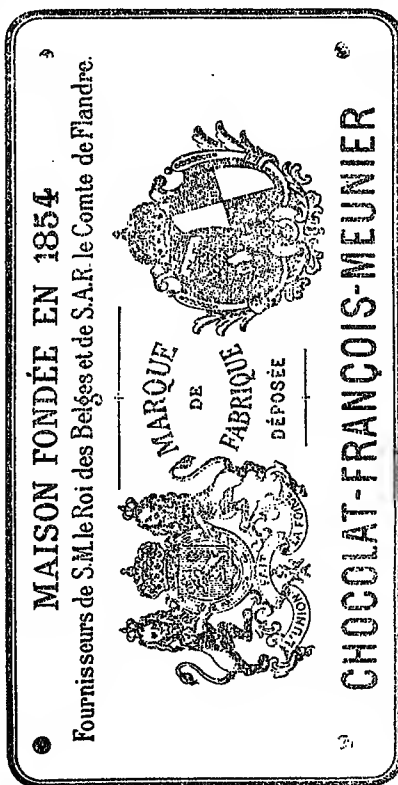 MAISON FONDÉE EN 1854
Fournisseurs de S.M. le Roi des Belges et de S.A.R. le Comte de Flandre.
MARQUE
DE
FABRIQUE
DÉPOSÉE
L'UNION FAIT LA FORCE
CHOCOLAT-FRANÇOIS-MEUNIER